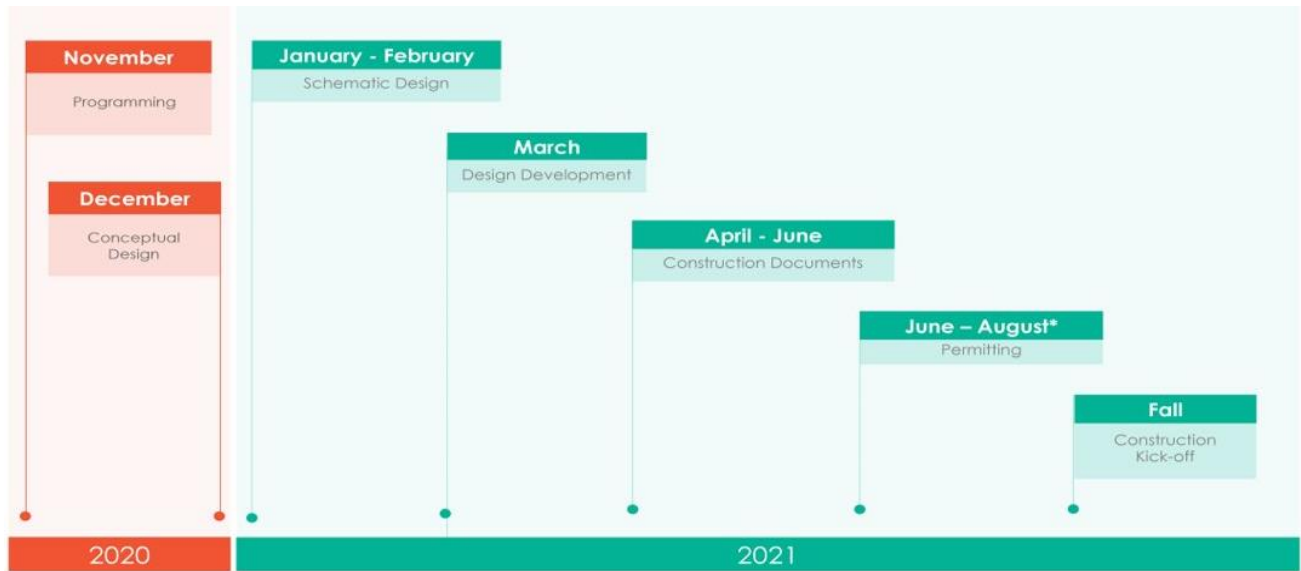 November
Programming
December
Conceptual
Design
January - February
Schematic Design
March
Design Development
April - June
Construction Documents
June – August*
Permitting
Fall
Construction
Kick-off
2020
2021